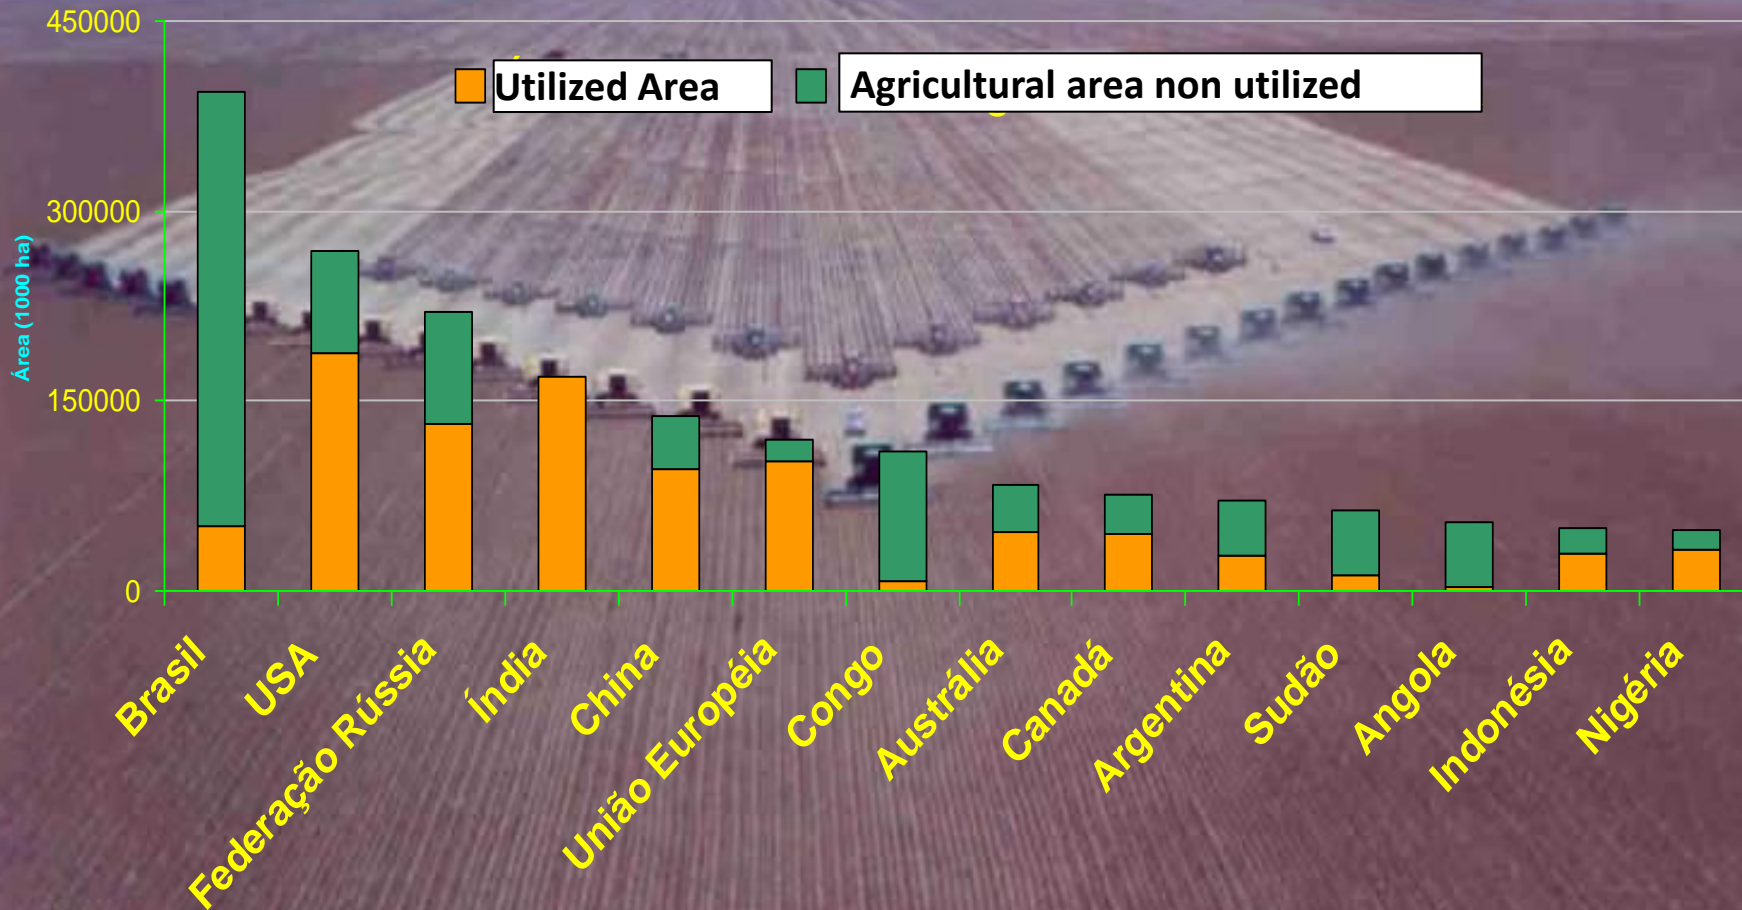 450000
Utilized Area
Agricultural area non utilized
300000
Área (1000 ha)
150000
0
Brasil
USA
Federação Rússia
Índia
China
União Européia
Congo
Austrália
Canadá
Argentina
Sudão
Angola
Indonésia
Nigéria